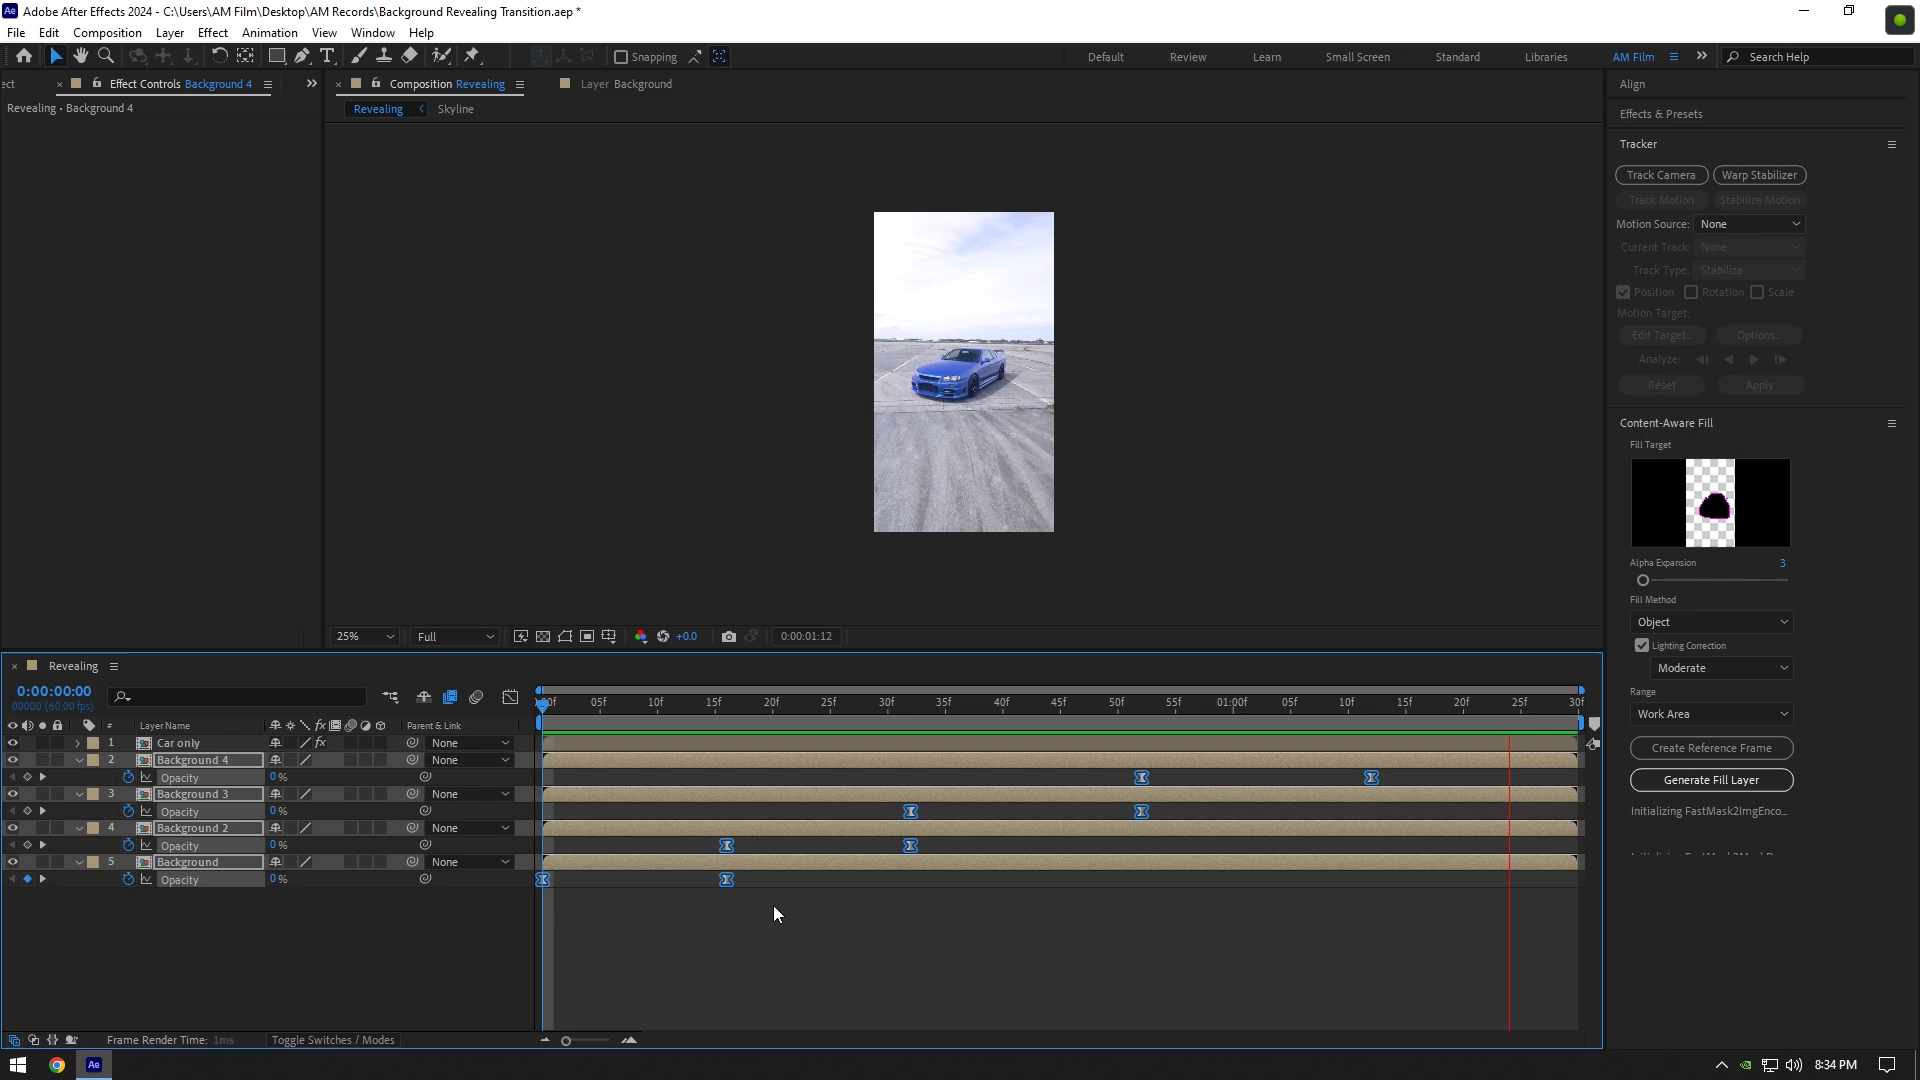 Adobe After Effects 2024 - C:\Users\AM Film\Desktop\AM Records\Background Revealing Transition.aep *
File Edit Composition Layer Effect Animation View Window Help
Snapping
Default Review Learn Small Screen Standard Libraries AM Film Search Help
ect Effect Controls Background 4 Composition Revealing Layer Background
Revealing • Background 4
Revealing Skyline
Align
Effects & Presets
Tracker
Track Camera Warp Stabilizer
Track Motion Stabilize Motion
Motion Source: None
Current Track: None
Track Type: Stabilize
Position Rotation Scale
Motion Target:
Edit Target... Options...
Analyze:
Reset Apply
Content-Aware Fill
Fill Target
Alpha Expansion 3
Fill Method
Object
Lighting Correction
Moderate
Range
Work Area
Create Reference Frame
Generate Fill Layer
Initializing FastMask2ImgEnco...
25% Full +0.0 0:00:01:12
Revealing
0:00:00:00
00000 (60.00 fps)
05f 10f 15f 20f 25f 30f 35f 40f 45f 50f 55f 01:00f 05f 10f 15f 20f 25f 30f
# Layer Name fx Parent & Link
1 Car only fx None
2 Background 4 None
Opacity 0 %
3 Background 3 None
Opacity 0 %
4 Background 2 None
Opacity 0 %
5 Background None
Opacity 0 %
Frame Render Time: 1ms Toggle Switches / Modes
Ae 8:34 PM